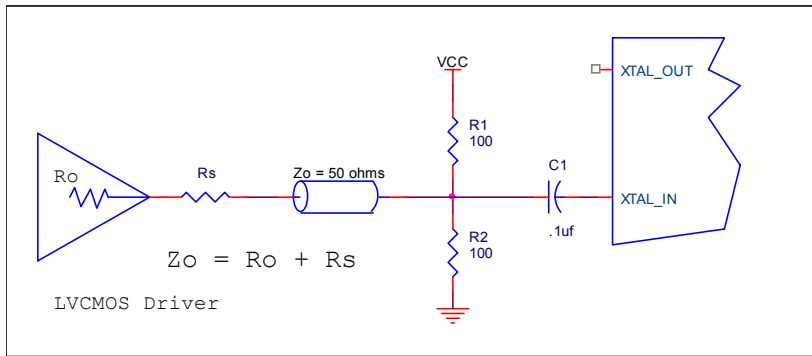 VCC
XTAL_OUT
R1
100
Ro
Rs
Zo = 50 ohms
C1
XTAL_IN
.1uf
R2
100
Zo = Ro + Rs
LVCMOS Driver